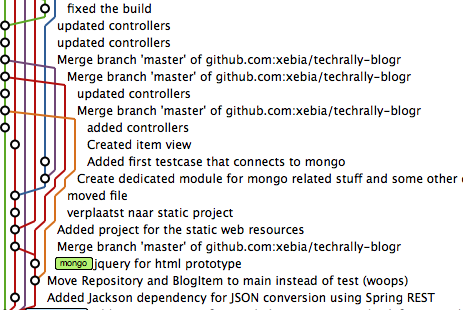 fixed the build
updated controllers
updated controllers
Merge branch 'master' of github.com:xebia/techrally-blogr
Merge branch 'master' of github.com:xebia/techrally-blogr
updated controllers
Merge branch 'master' of github.com:xebia/techrally-blogr
added controllers
Created item view
Added first testcase that connects to mongo
Create dedicated module for mongo related stuff and some other
moved file
verplaatst naar static project
Added project for the static web resources
Merge branch 'master' of github.com:xebia/techrally-blogr
mongo jquery for html prototype
Move Repository and BlogItem to main instead of test (woops)
Added Jackson dependency for JSON conversion using Spring REST